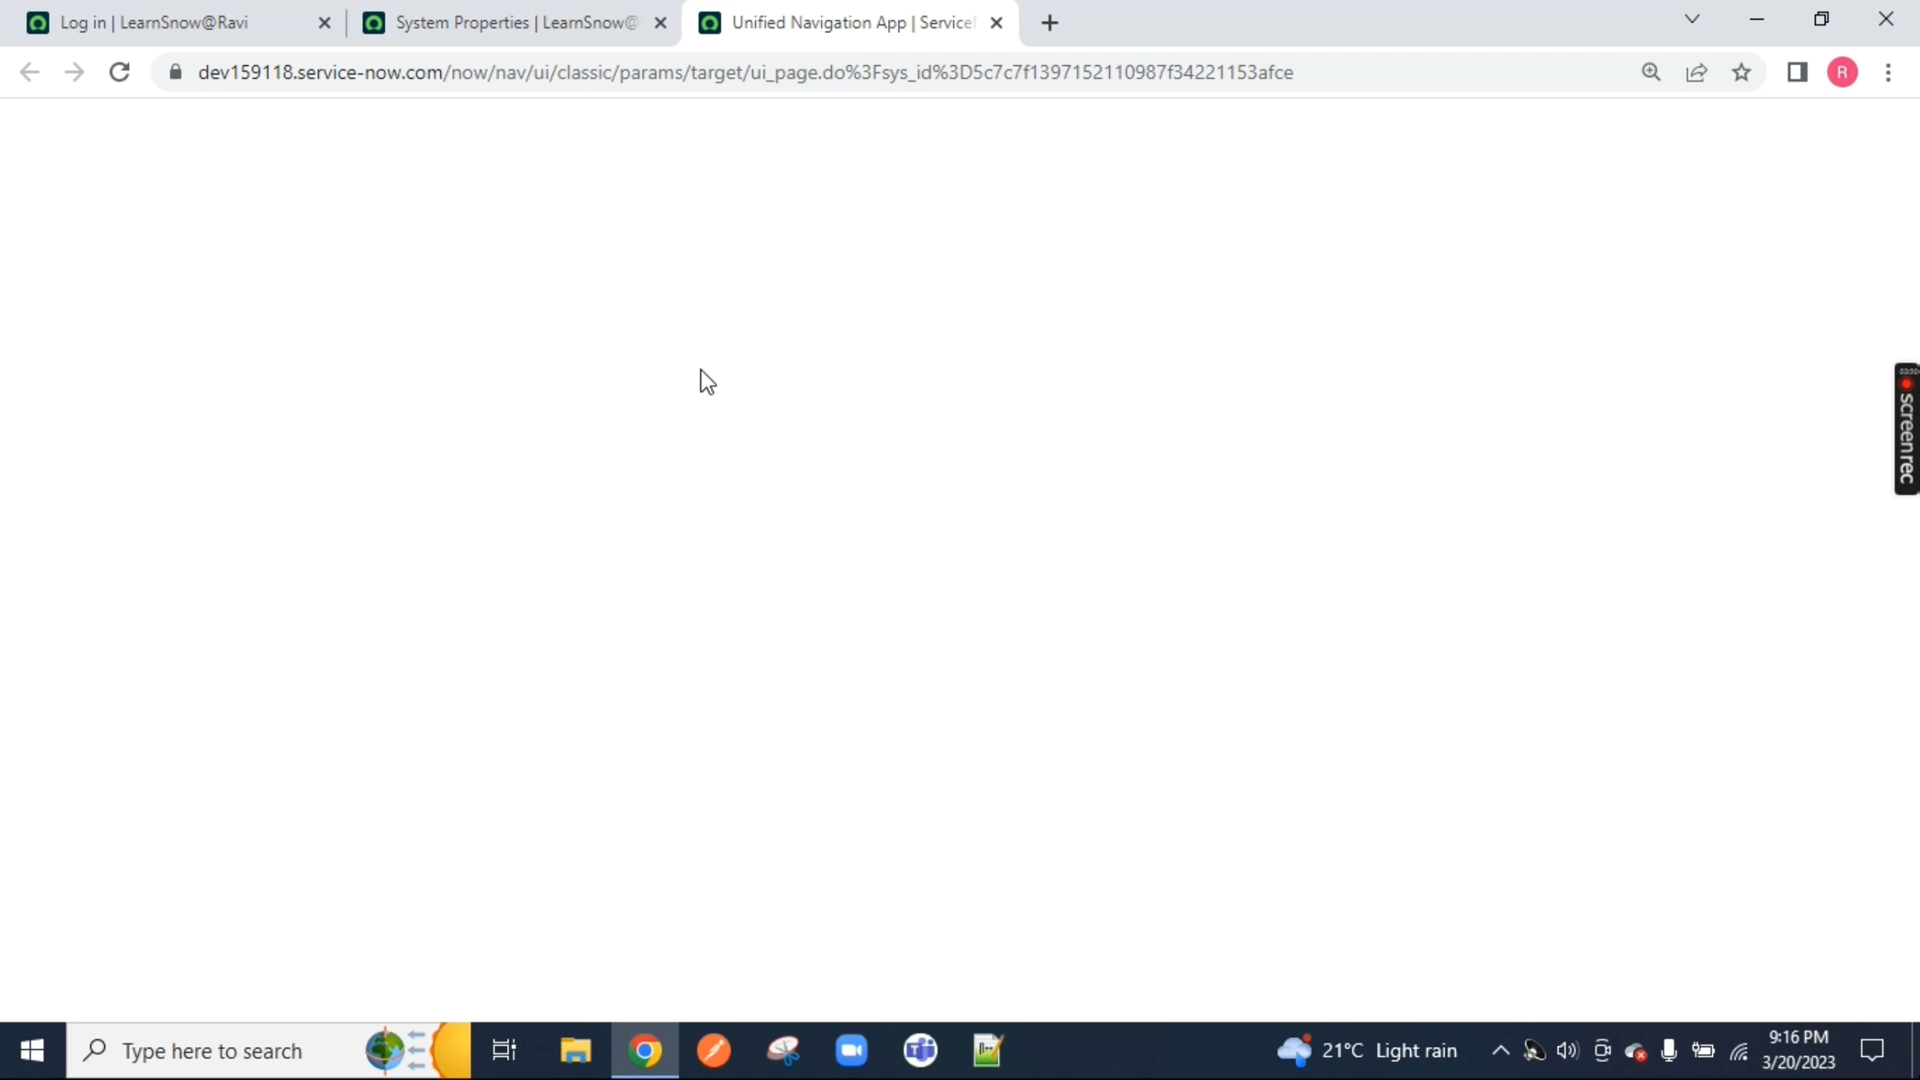 Log in | LearnSnow@Ravi
System Properties | LearnSnow@
Unified Navigation App | Service
dev159118.service-now.com/now/nav/ui/classic/params/target/ui_page.do%3Fsys_id%3D5c7c7f1397152110987f34221153afce
R
screenrec
Type here to search
21°C Light rain
9:16 PM
3/20/2023